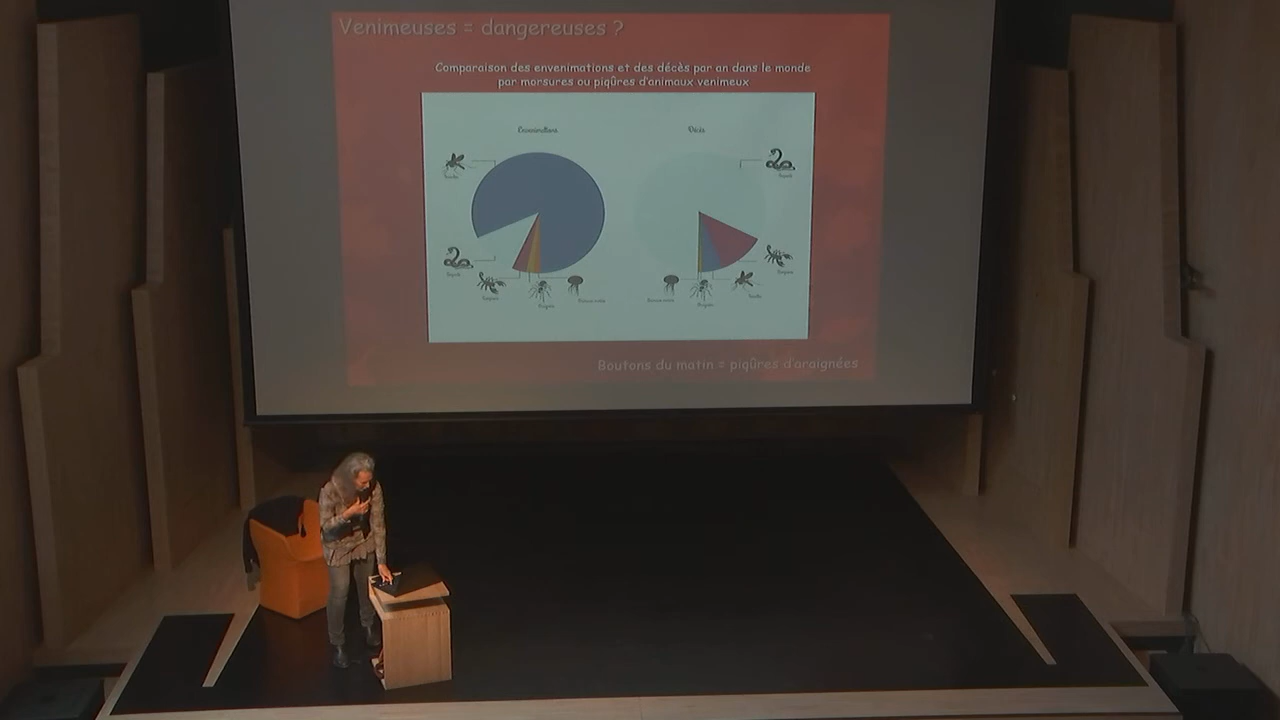 Venimeuses = dangereuses ?
Comparaison des envenimations et des décès par an dans le monde
par morsures ou piqûres d'animaux venimeux
Envenimations
Décès
Boutons du matin = piqûres d'araignées